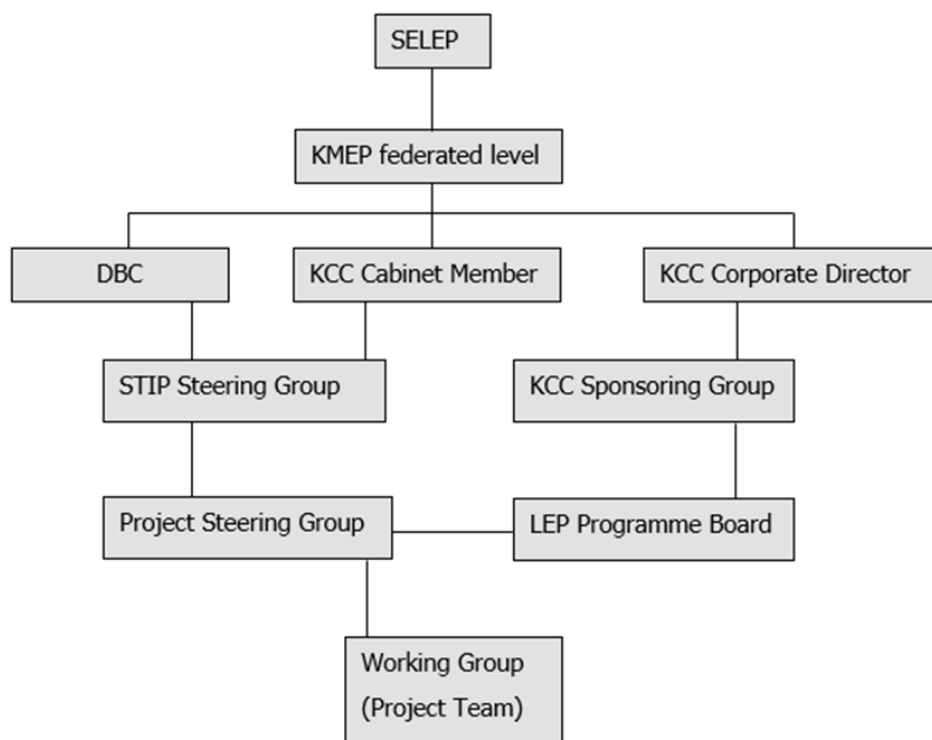 SELEP
KMEP federated level
DBC
KCC Cabinet Member
KCC Corporate Director
STIP Steering Group
KCC Sponsoring Group
Project Steering Group
LEP Programme Board
Working Group
(Project Team)